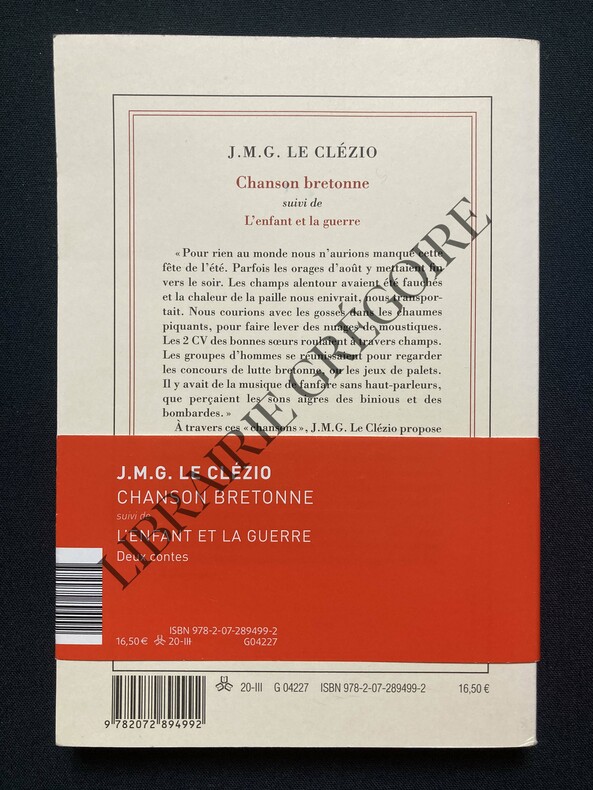 J.M.G. LE CLÉZIO
Chanson bretonne
suivi de
L'enfant et la guerre
« Pour rien au monde nous n'aurions manqué cette
fête de l'été. Parfois les orages d'août y mettaient fin
vers le soir. Les champs alentour avaient été fauchés
et la chaleur de la paille nous enivrait, nous transpor-
tait. Nous courions avec les gosses dans les chaumes
piquants, pour faire lever des nuages de moustiques.
Les 2 CV des bonnes sœurs roulaient à travers champs.
Les groupes d'hommes se réunissaient pour regarder
les concours de lutte bretonne, et les jeux de palets.
Il y avait de la musique de fanfare sans haut-parleurs,
que perçaient les sons aigres des binious et des
bombardes. »
À travers ces « chansons », J.M.G. Le Clézio propose
LIBRAIRIE GRÉGOIRE
J.M.G. LE CLÉZIO
CHANSON BRETONNE
suivi de
L'ENFANT ET LA GUERRE
Deux contes
ISBN 978-2-07-289499-2
16,50 € 20-III G04227
20-III G 04227 ISBN 978-2-07-289499-2 16,50 €
9 782072 894992